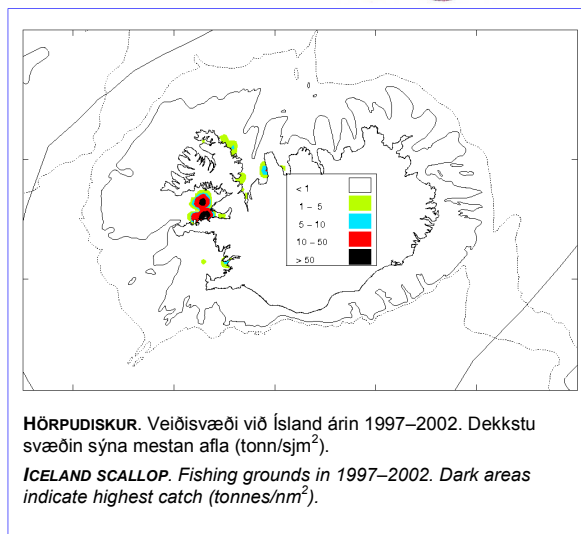 < 1
1 – 5
5 – 10
10 – 50
> 50
HÖRPUDISKUR. Veiðisvæði við Ísland árin 1997–2002. Dekkstu
svæðin sýna mestan afla (tonn/sjm²).
ICELAND SCALLOP. Fishing grounds in 1997–2002. Dark areas
indicate highest catch (tonnes/nm²).